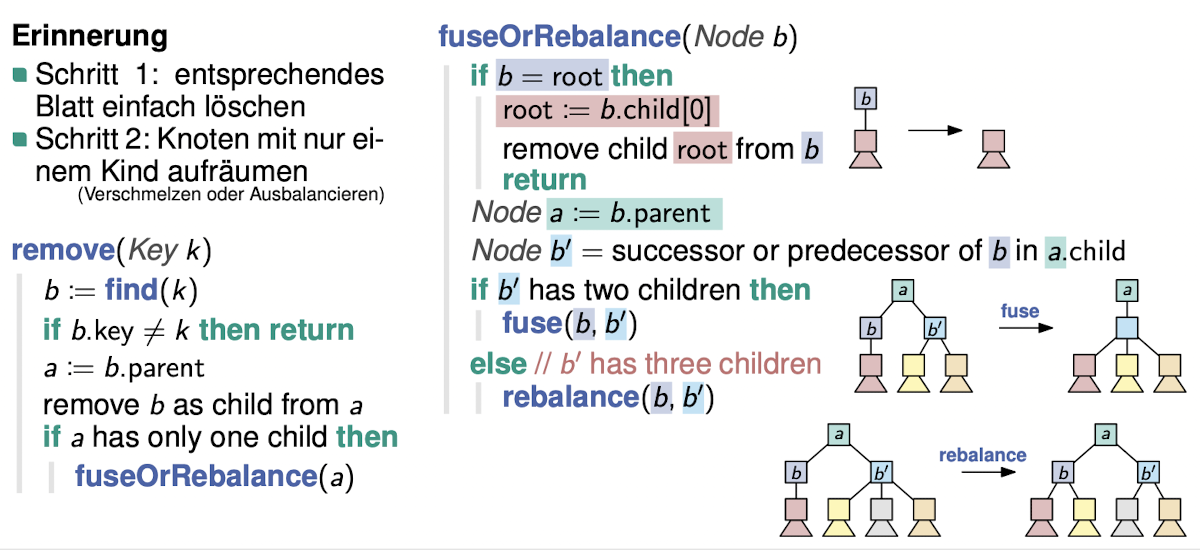 Erinnerung
Schritt 1: entsprechendes
Blatt einfach löschen
Schritt 2: Knoten mit nur ei-
nem Kind aufräumen
(Verschmelzen oder Ausbalancieren)
remove(Key k)
b := find(k)
if b.key ≠ k then return
a := b.parent
remove b as child from a
if a has only one child then
fuseOrRebalance(a)
fuseOrRebalance(Node b)
if b = root then
root := b.child[0]
remove child root from b
return
Node a := b.parent
Node b′ = successor or predecessor of b in a.child
if b′ has two children then
fuse(b, b′)
else // b′ has three children
rebalance(b, b′)
b
a
b
b′
fuse
a
a
b
b′
rebalance
a
b
b′